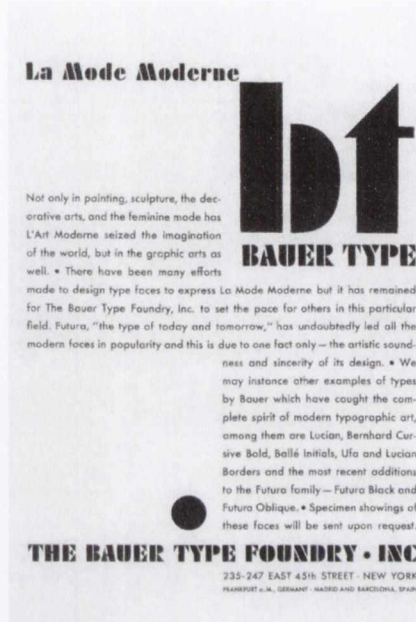 La Mode Moderne
bt
BAUER TYPE
Not only in painting, sculpture, the dec-
orative arts, and the feminine mode has
L'Art Moderne seized the imagination
of the world, but in the graphic arts as
well. • There have been many efforts
made to design type faces to express La Mode Moderne but it has remained
for The Bauer Type Foundry, Inc. to set the pace for others in this particular
field. Futura, "the type of today and tomorrow," has undoubtedly led all the
modern faces in popularity and this is due to one fact only — the artistic sound-
ness and sincerity of its design. • We
may instance other examples of types
by Bauer which have caught the com-
plete spirit of modern typographic art,
among them are Lucian, Bernhard Cur-
sive Bold, Ballé Initials, Ufa and Lucian
Borders and the most recent additions
to the Futura family — Futura Black and
Futura Oblique. • Specimen showings of
these faces will be sent upon request.
THE BAUER TYPE FOUNDRY • INC
235-247 EAST 45th STREET · NEW YORK
FRANKFURT a. M., GERMANY · MADRID AND BARCELONA, SPAIN